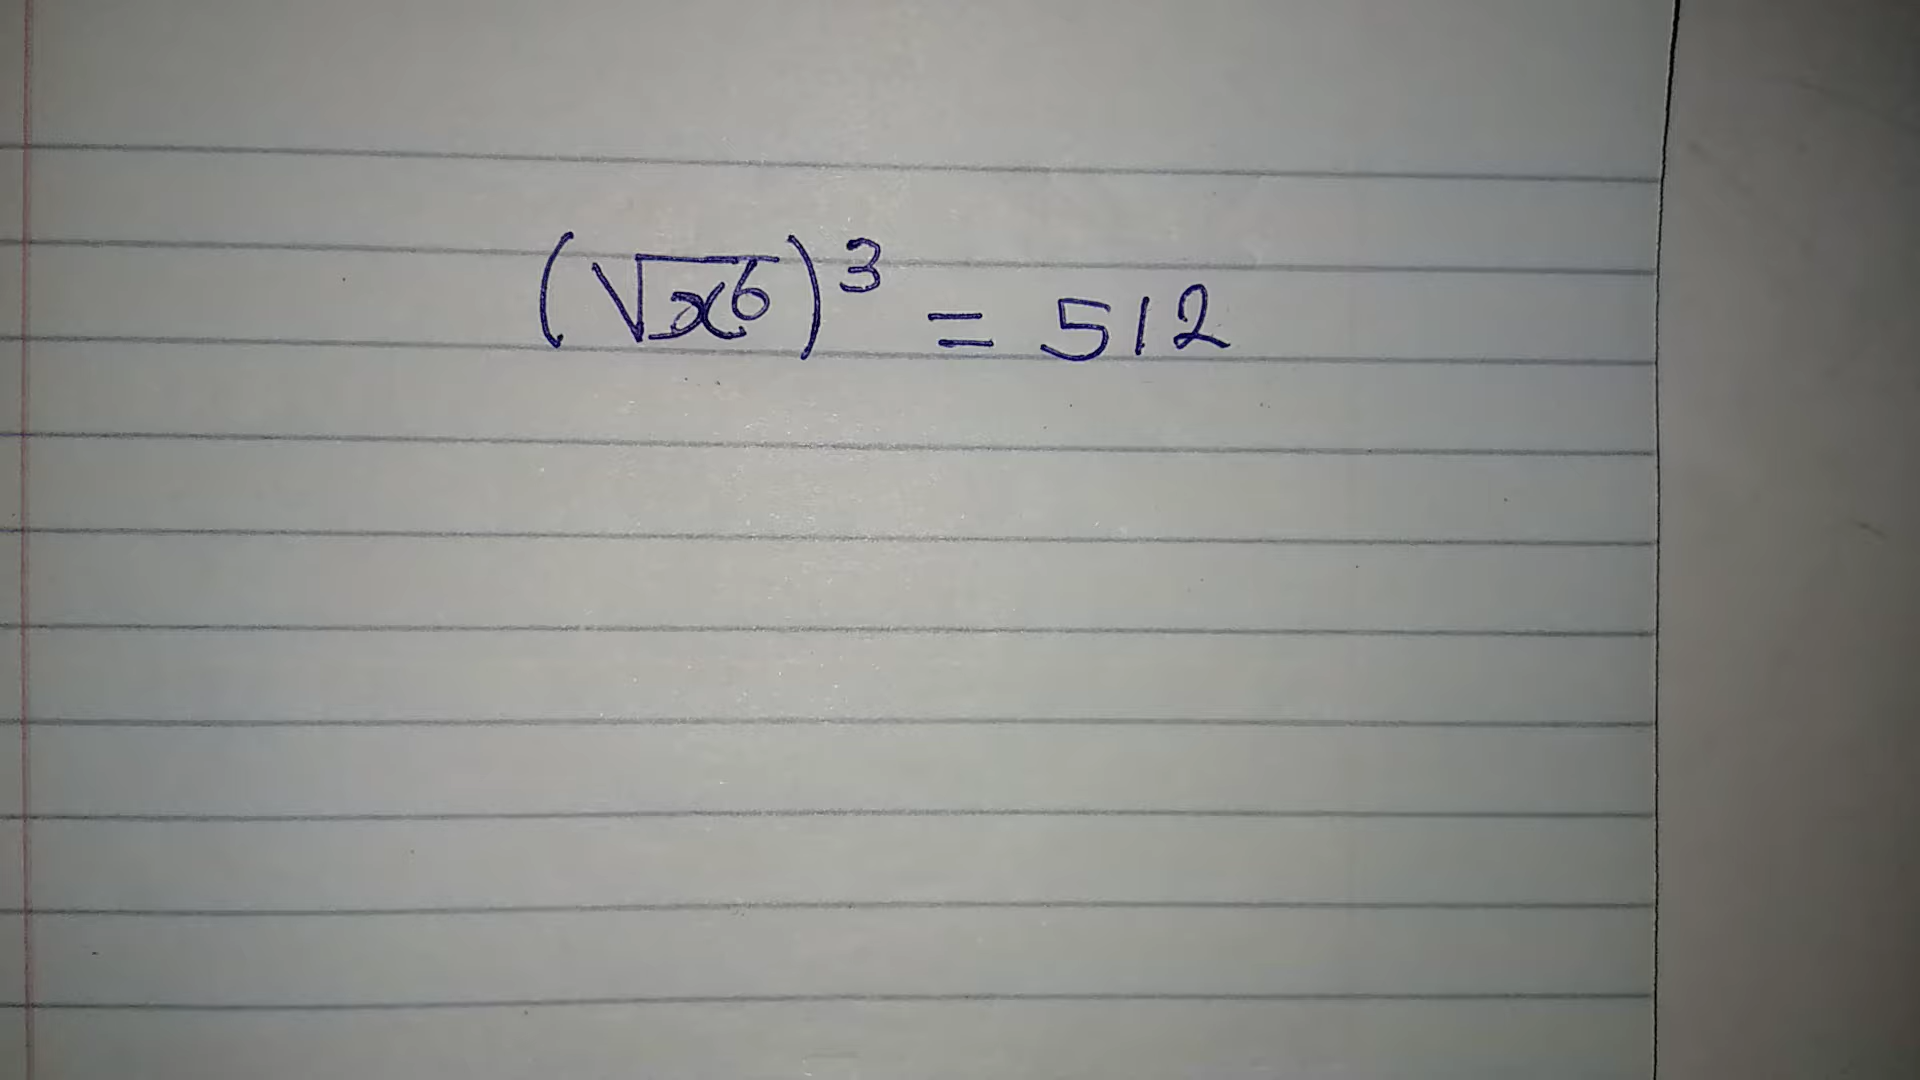 (√x⁶)³ = 512